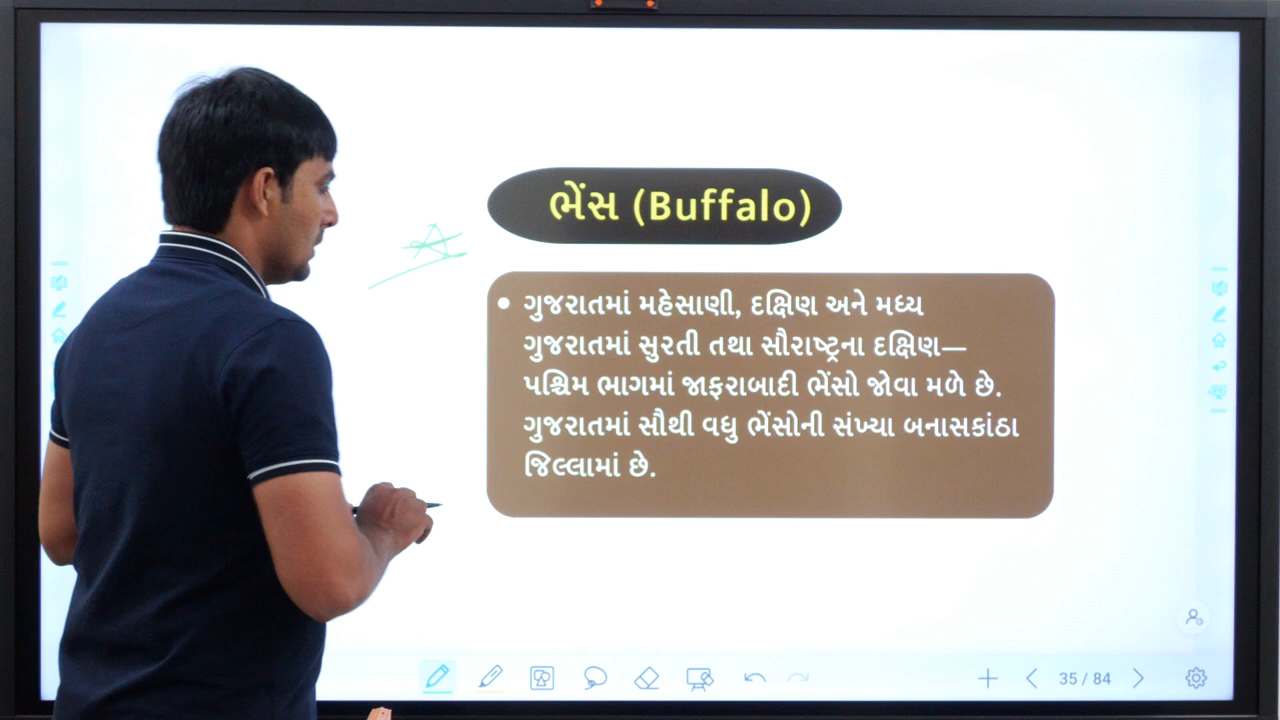 ભેંસ (Buffalo)
• ગુજરાતમાં મહેસાણી, દક્ષિણ અને મધ્ય
ગુજરાતમાં સુરતી તથા સૌરાષ્ટ્રના દક્ષિણ—
પશ્ચિમ ભાગમાં જાફરાબાદી ભેંસો જોવા મળે છે.
ગુજરાતમાં સૌથી વધુ ભેંસોની સંખ્યા બનાસકાંઠા
જિલ્લામાં છે.
35 / 84